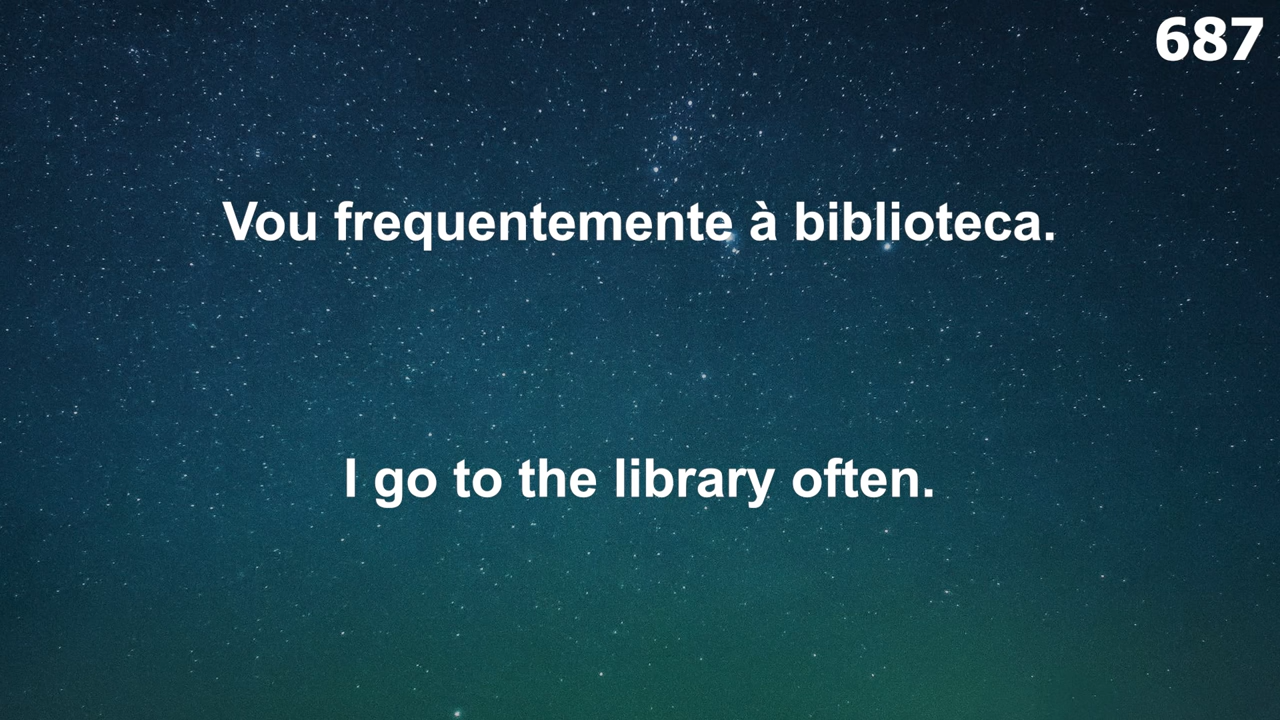 687
Vou frequentemente à biblioteca.
I go to the library often.